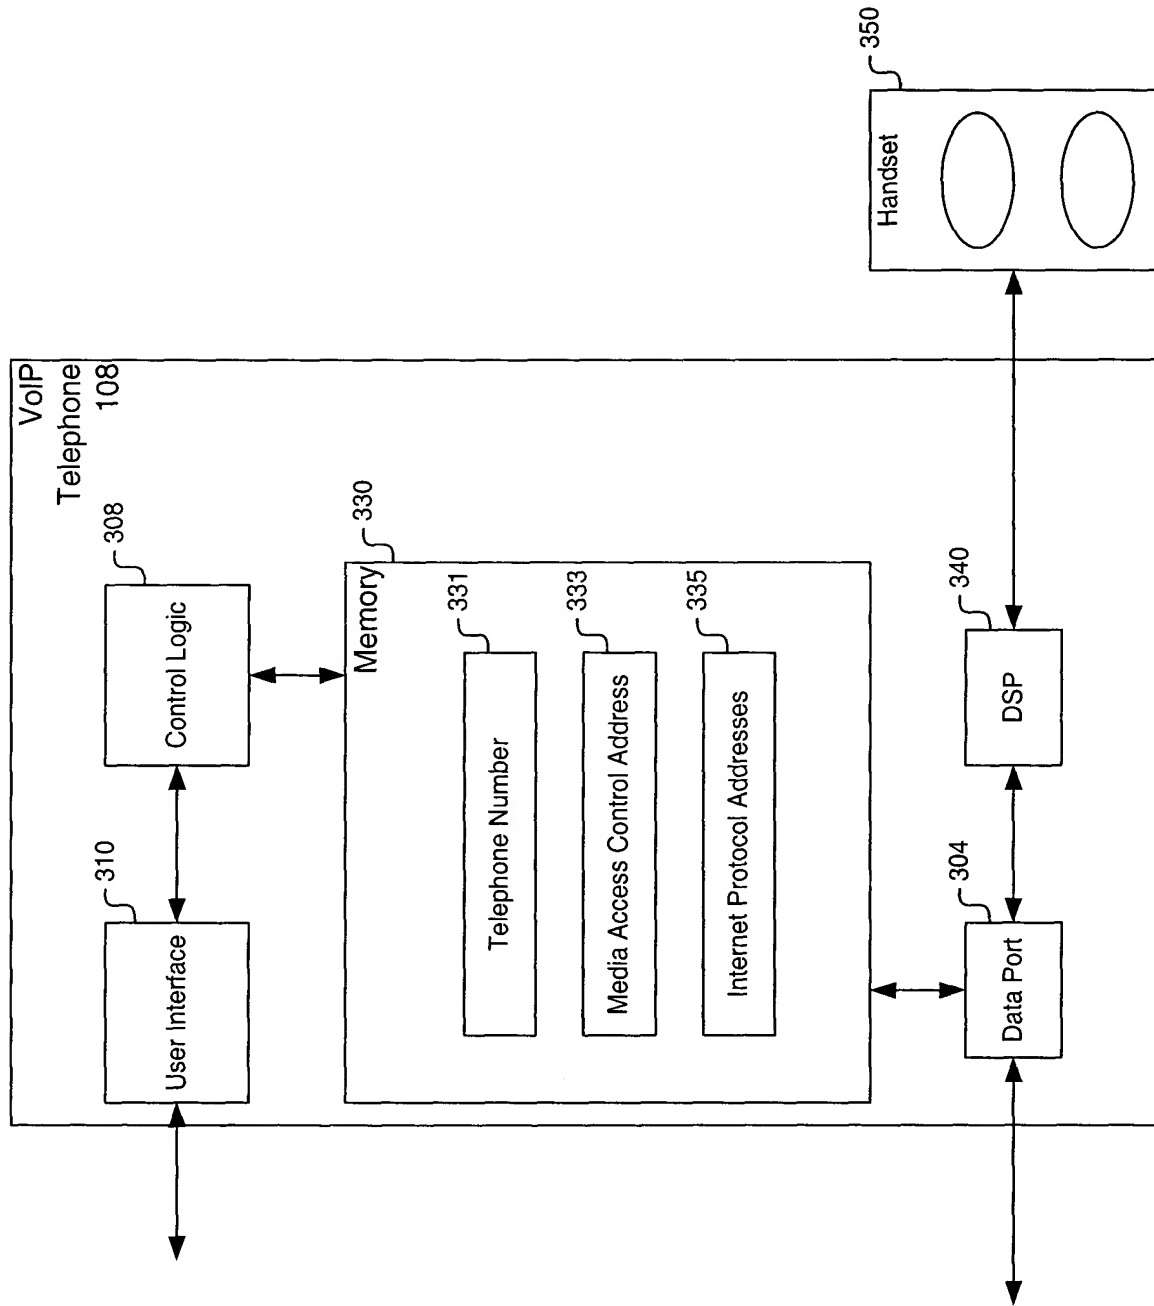 VoIP
Telephone
108
310
User Interface
308
Control Logic
330
Memory
331
Telephone Number
333
Media Access Control Address
335
Internet Protocol Addresses
304
Data Port
340
DSP
350
Handset